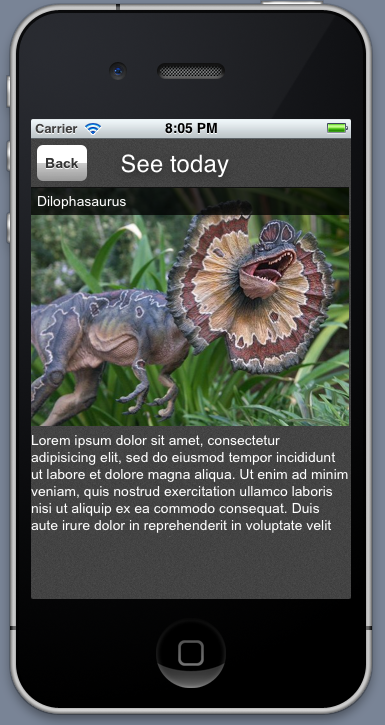 Carrier 8:05 PM
Back See today
Dilophasaurus
Lorem ipsum dolor sit amet, consectetur
adipisicing elit, sed do eiusmod tempor incididunt
ut labore et dolore magna aliqua. Ut enim ad minim
veniam, quis nostrud exercitation ullamco laboris
nisi ut aliquip ex ea commodo consequat. Duis
aute irure dolor in reprehenderit in voluptate velit